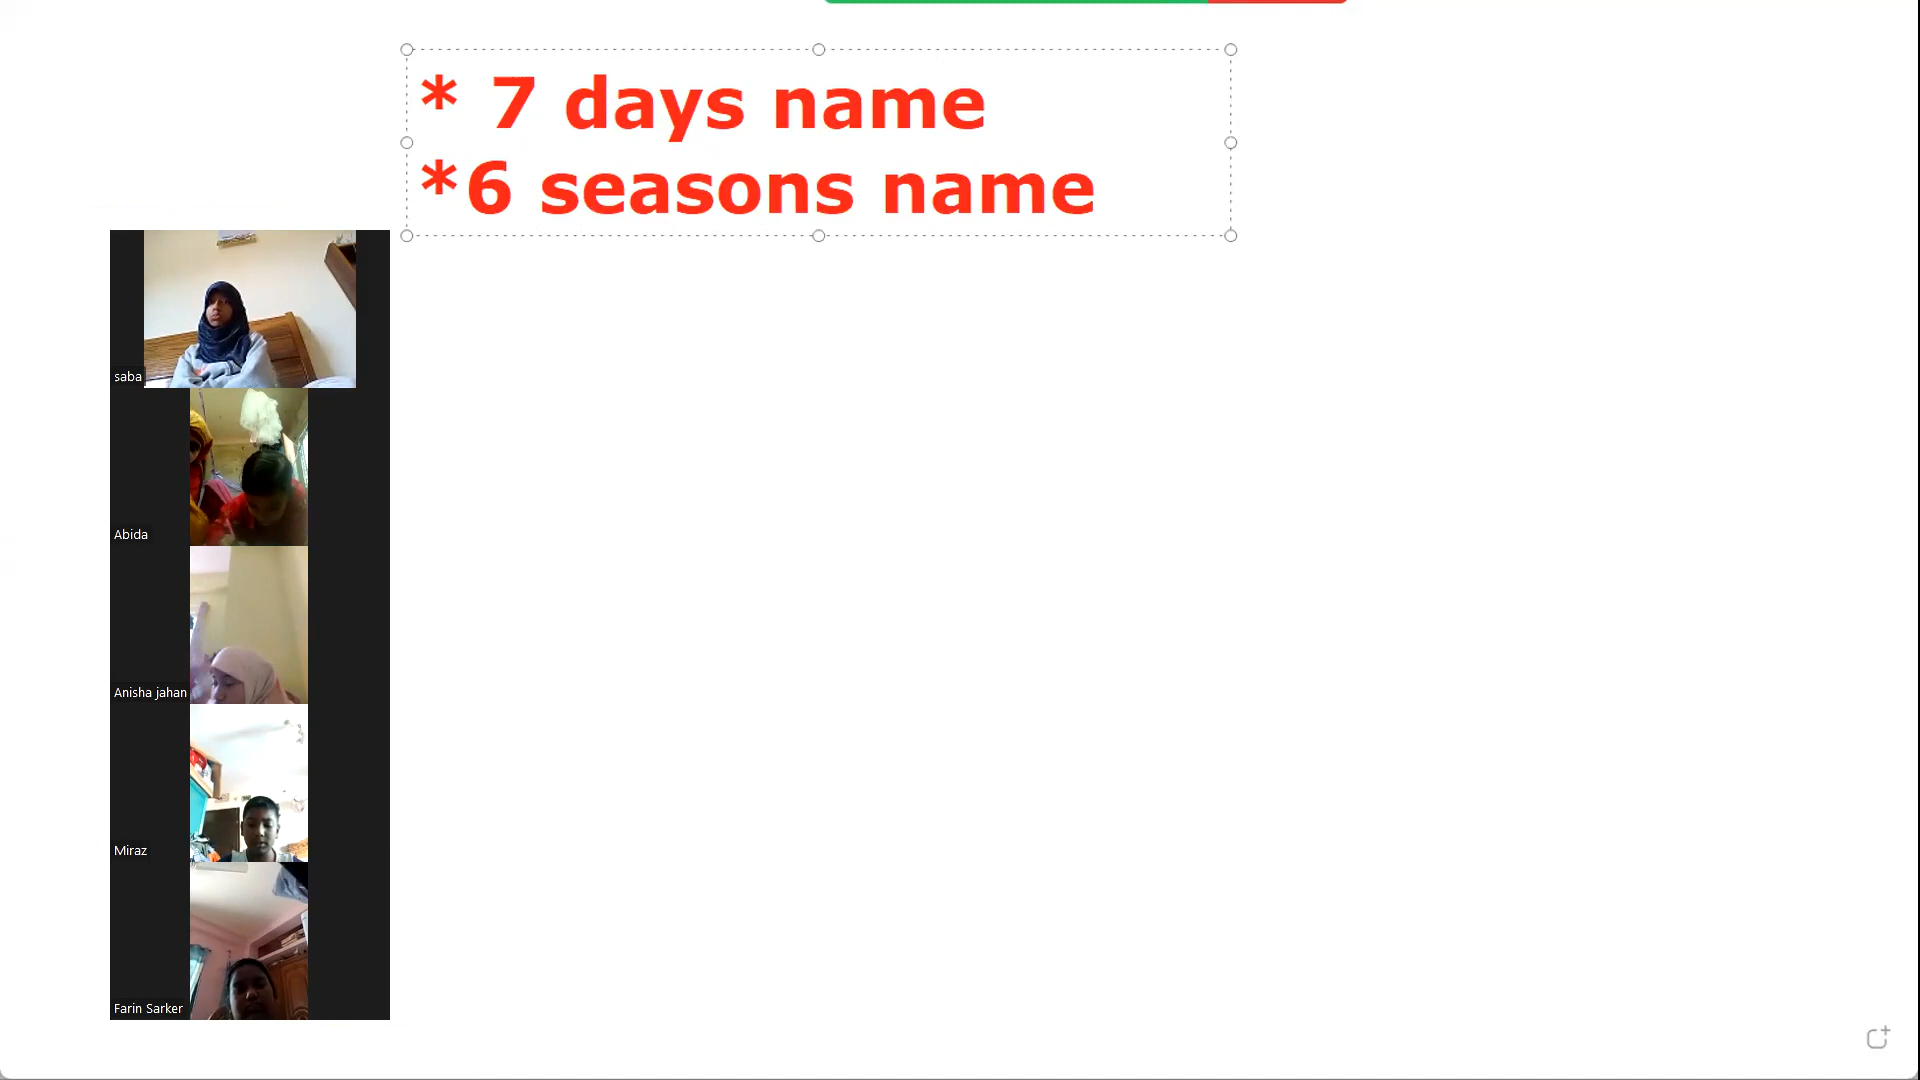 * 7 days name
*6 seasons name
saba
Abida
Anisha jahan
Miraz
Farin Sarker